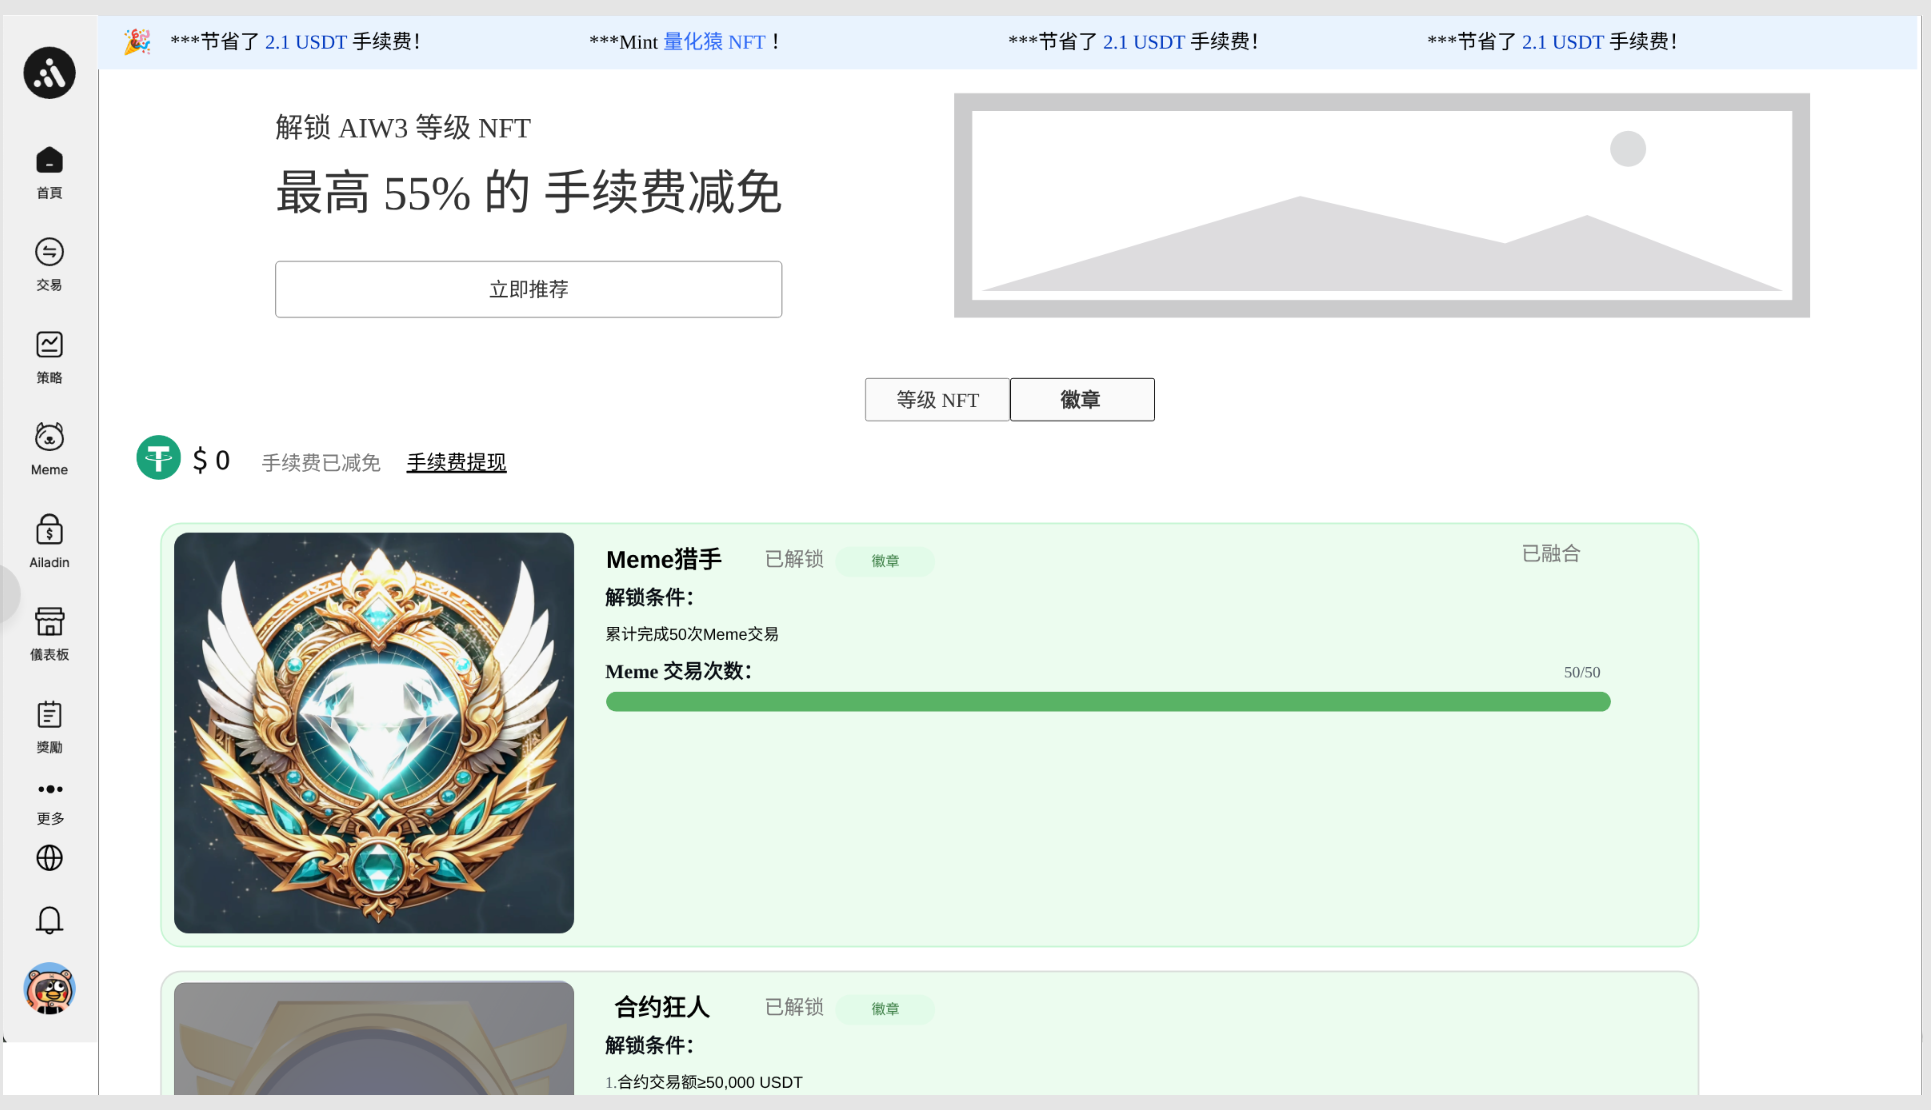 ***节省了 2.1 USDT 手续费！
***Mint 量化猿 NFT！
***节省了 2.1 USDT 手续费！
***节省了 2.1 USDT 手续费！
首頁
交易
策略
Meme
Ailadin
儀表板
獎勵
更多
解锁 AIW3 等级 NFT
最高 55% 的 手续费减免
立即推荐
等级 NFT
徽章
$ 0
手续费已减免
手续费提现
Meme猎手
已解锁
徽章
已融合
解锁条件：
累计完成50次Meme交易
Meme 交易次数：
50/50
合约狂人
已解锁
徽章
解锁条件：
1.合约交易额≥50,000 USDT